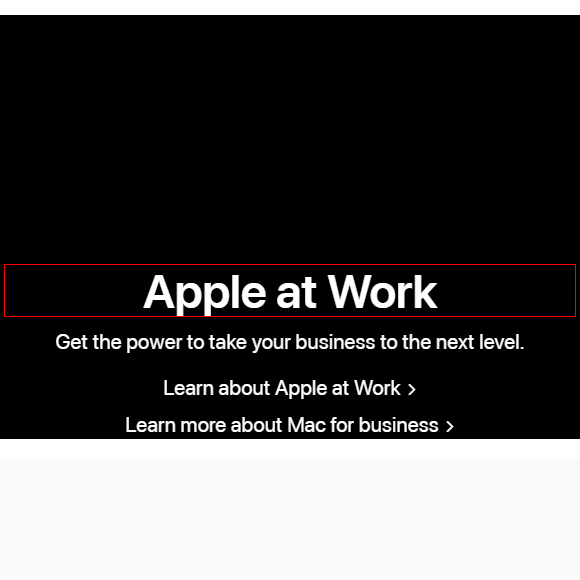 Apple at Work
Get the power to take your business to the next level.
Learn about Apple at Work >
Learn more about Mac for business >